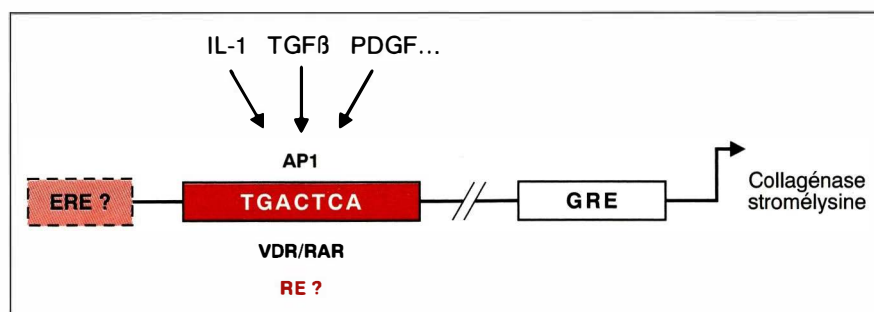 IL-1 TGFß PDGF...
AP1
ERE ?
TGACTCA
GRE
Collagénase
stromélysine
VDR/RAR
RE ?